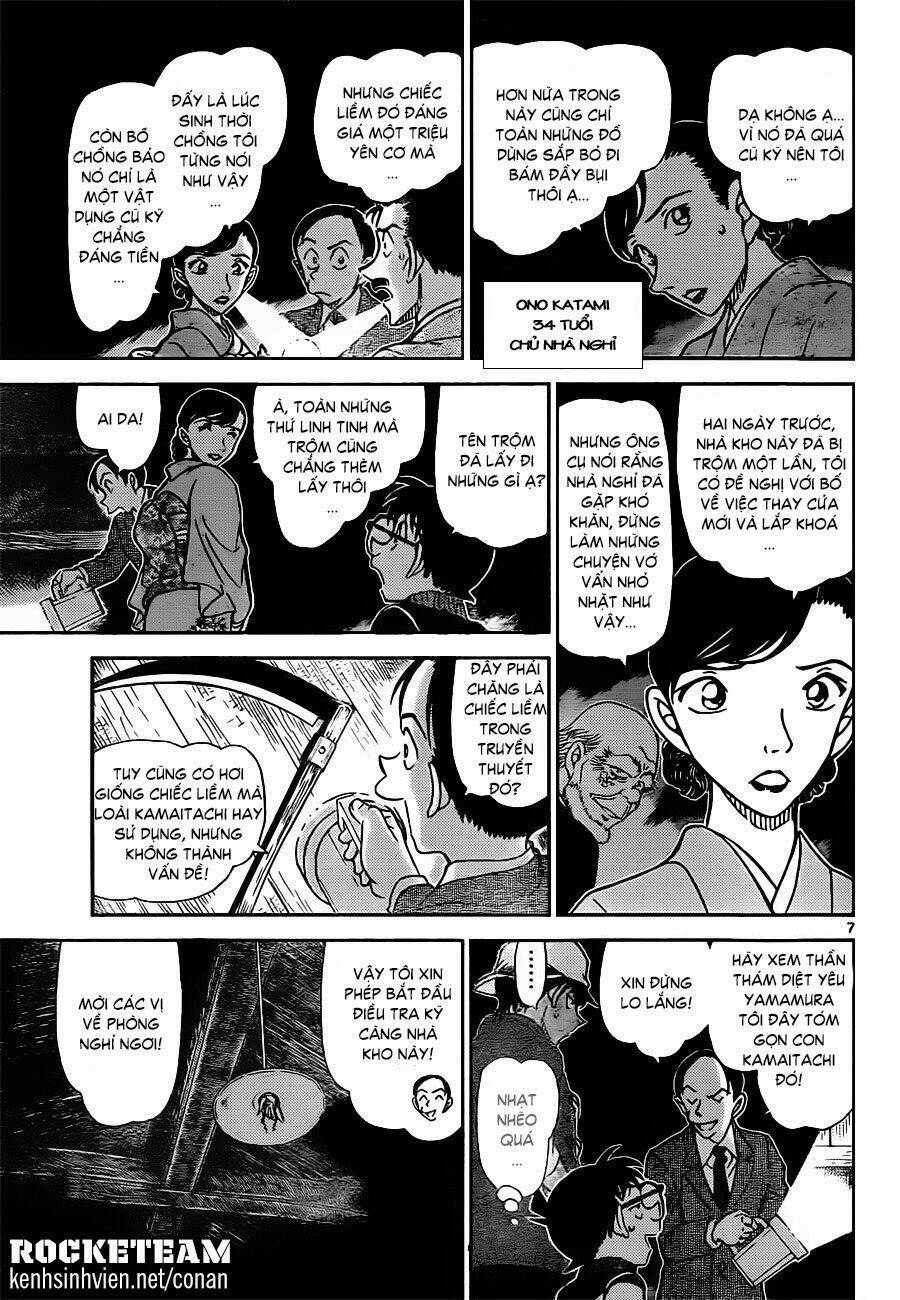 DẠ KHÔNG Ạ...
VÌ NÓ ĐÃ QUÁ
CŨ KỸ NÊN TÔI
...
HƠN NỮA TRONG
NÀY CŨNG CHỈ
TOÀN NHỮNG ĐỒ
DÙNG SẮP BỎ ĐI
BÁM ĐẦY BỤI
THÔI Ạ...
ONO KATAMI
34 TUỔI
CHỦ NHÀ NGHỈ
NHƯNG CHIẾC
LIỀM ĐÓ ĐÁNG
GIÁ MỘT TRIỆU
YÊN CƠ MÀ
...
ĐẤY LÀ LÚC
SINH THỜI
CHỒNG TÔI
TỪNG NÓI
NHƯ VẬY
...
CÒN BỐ
CHỒNG BẢO
NÓ CHỈ LÀ
MỘT VẬT
DỤNG CŨ KỸ
CHẲNG ĐÁNG
TIỀN
...
HAI NGÀY TRƯỚC,
NHÀ KHO NÀY ĐÃ BỊ
TRỘM MỘT LẦN, TÔI
CÓ ĐỀ NGHỊ VỚI BỐ
VỀ VIỆC THAY CỬA
MỚI VÀ LẮP KHOÁ
...
NHƯNG ÔNG
CỤ NÓI RẰNG
NHÀ NGHỈ ĐÃ
GẶP KHÓ
KHĂN, ĐỪNG
LÀM NHỮNG
CHUYỆN VỚ
VẨN NHỎ
NHẶT NHƯ
VẬY...
TÊN TRỘM
ĐÃ LẤY ĐI
NHỮNG GÌ Ạ?
À, TOÀN NHỮNG
THỨ LINH TINH MÀ
TRỘM CŨNG
CHẲNG THÈM
LẤY THÔI ...
AI DA!
ĐÂY PHẢI
CHĂNG LÀ
CHIẾC LIỀM
TRONG
TRUYỀN
THUYẾT
ĐÓ?
TUY CŨNG CÓ HƠI
GIỐNG CHIẾC LIỀM MÀ
LOÀI KAMAITACHI HAY
SỬ DỤNG, NHƯNG
KHÔNG THÀNH
VẤN ĐỀ!
7
HÃY XEM THẦN
THÁM DIỆT YÊU
YAMAMURA
TÔI ĐÂY TÓM
GỌN CON
KAMAITACHI
ĐÓ!
XIN ĐỪNG
LO LẮNG!
......
NHẠT
NHẼO
QUÁ
...
VẬY TÔI XIN
PHÉP BẮT ĐẦU
ĐIỀU TRA KỸ
CÀNG NHÀ
KHO NÀY!
MỜI CÁC VỊ
VỀ PHÒNG
NGHỈ NGƠI!
ROCKETEAM
kenhsinhvien.net/conan